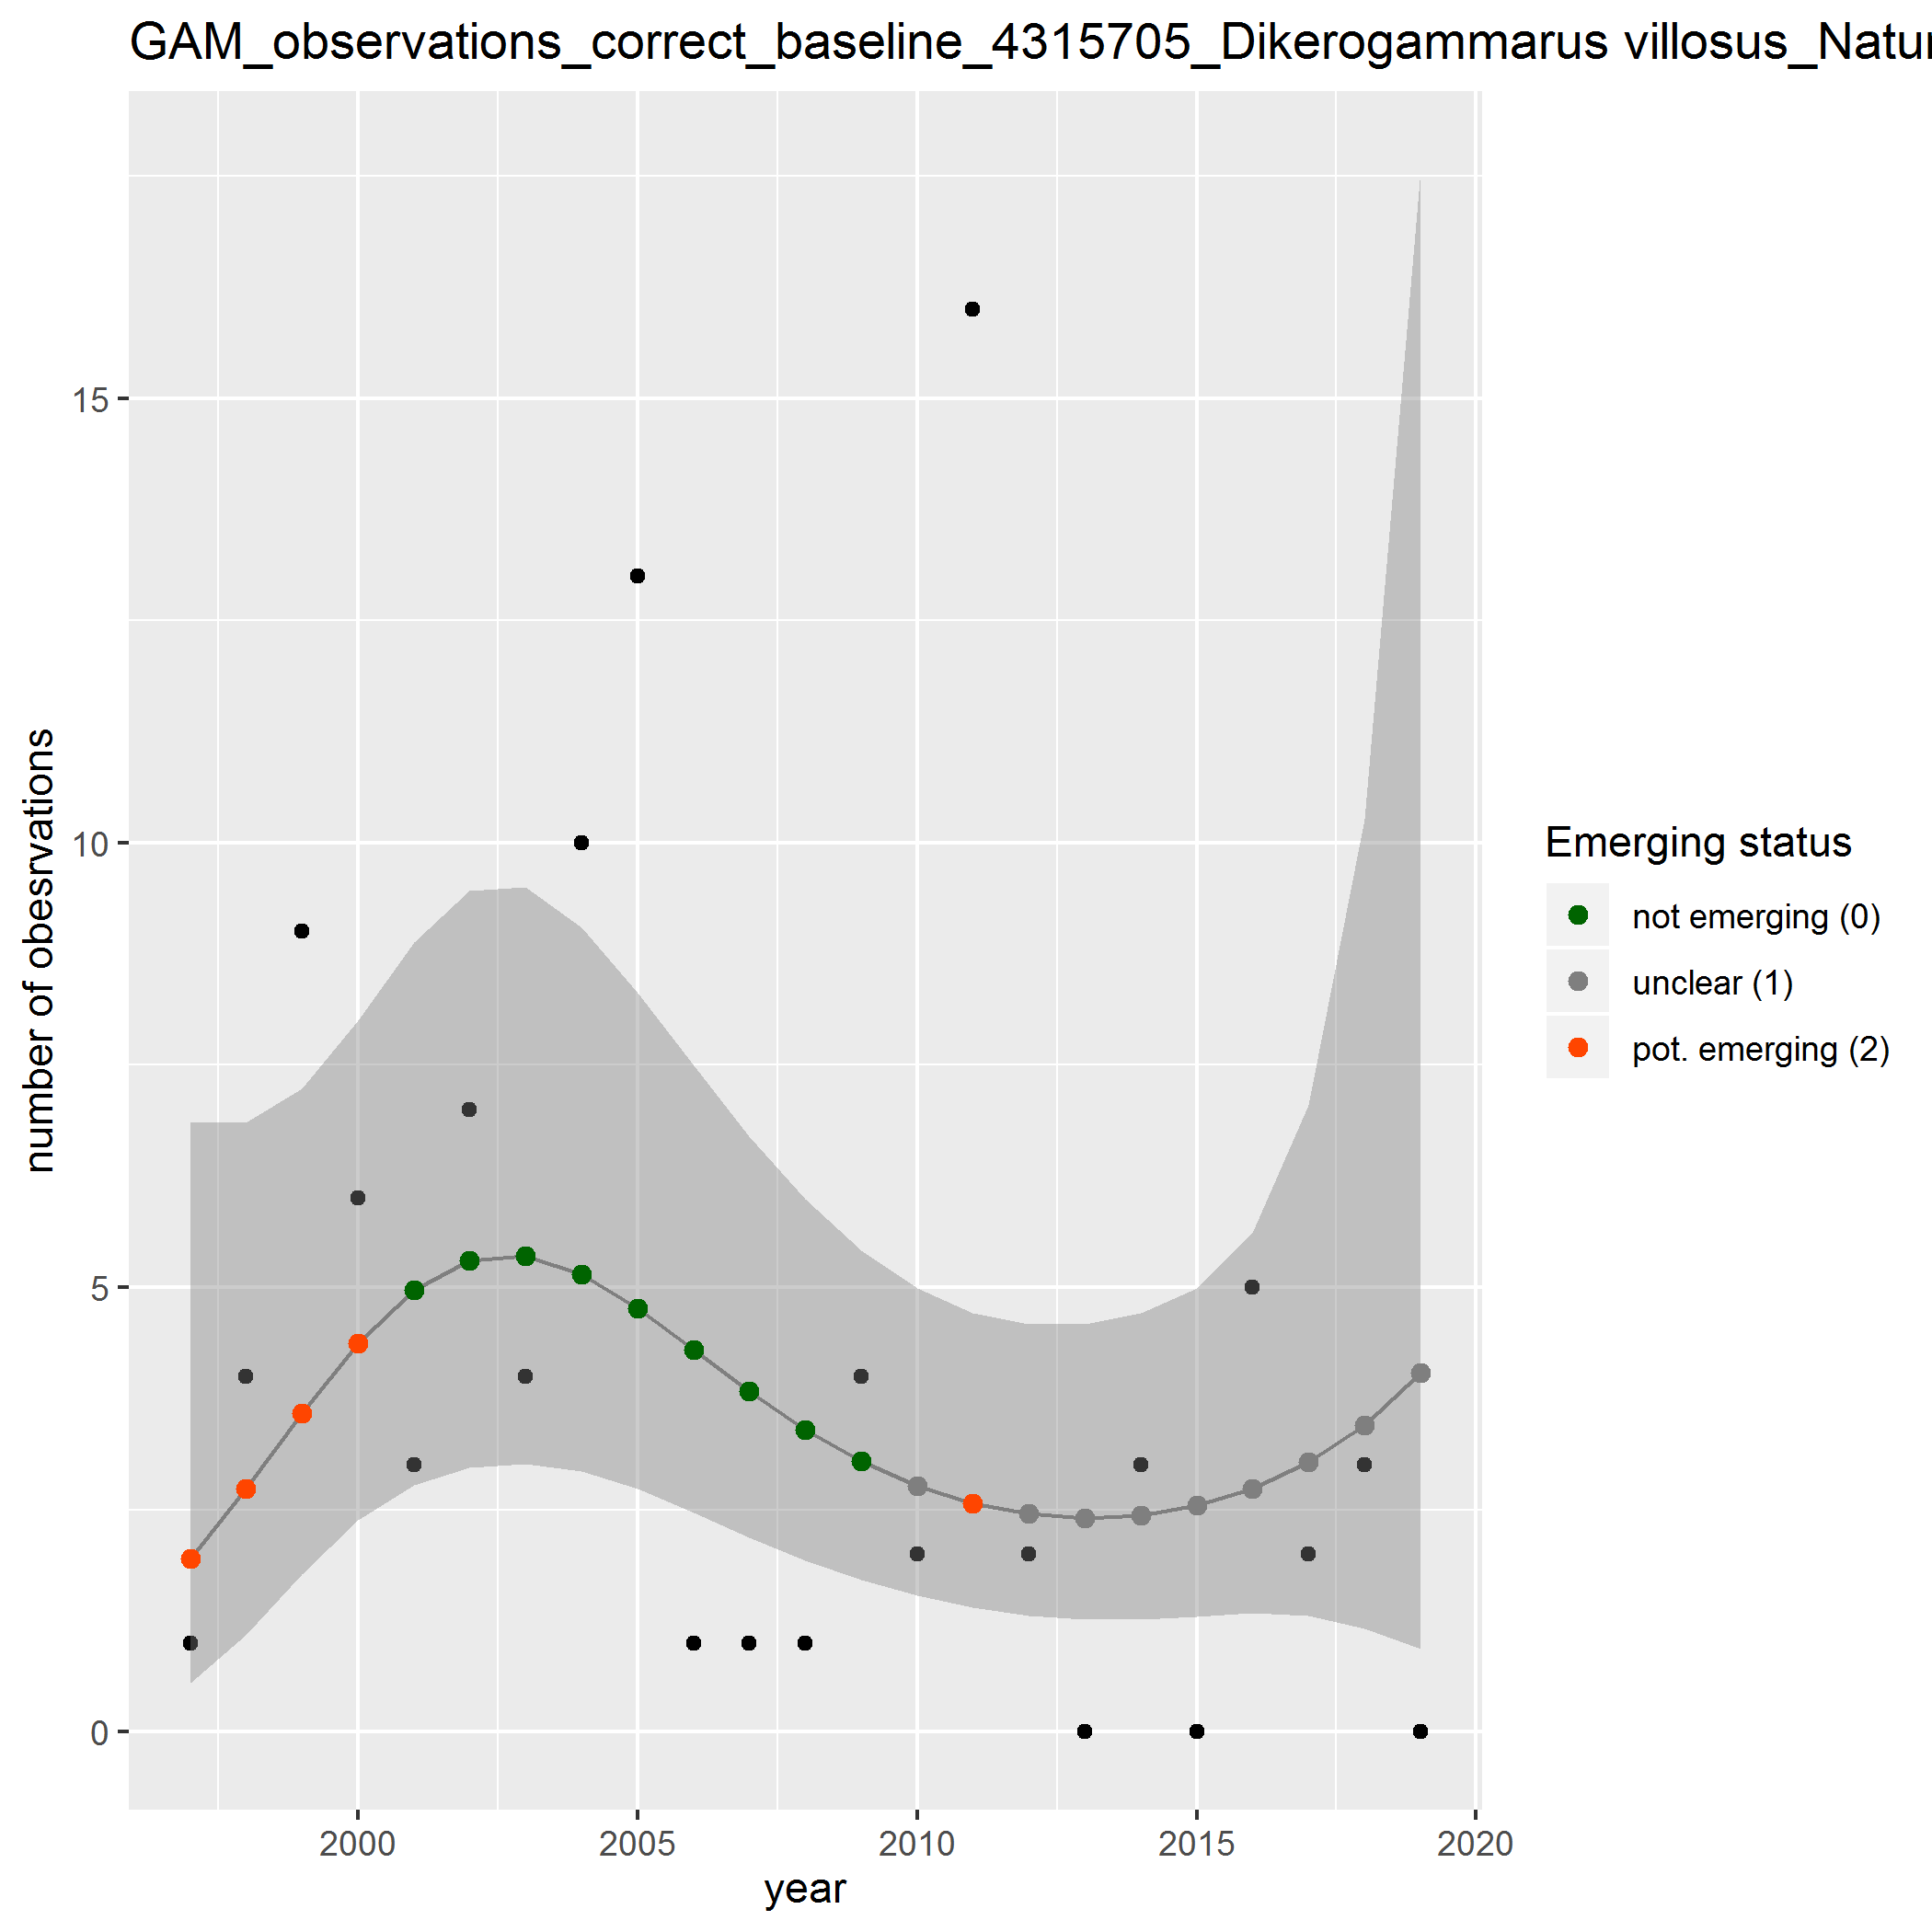 GAM_observations_correct_baseline_4315705_Dikerogammarus villosus_Natur
number of obesrvations
15
10
5
0
2000
2005
2010
2015
2020
year
Emerging status
not emerging (0)
unclear (1)
pot. emerging (2)